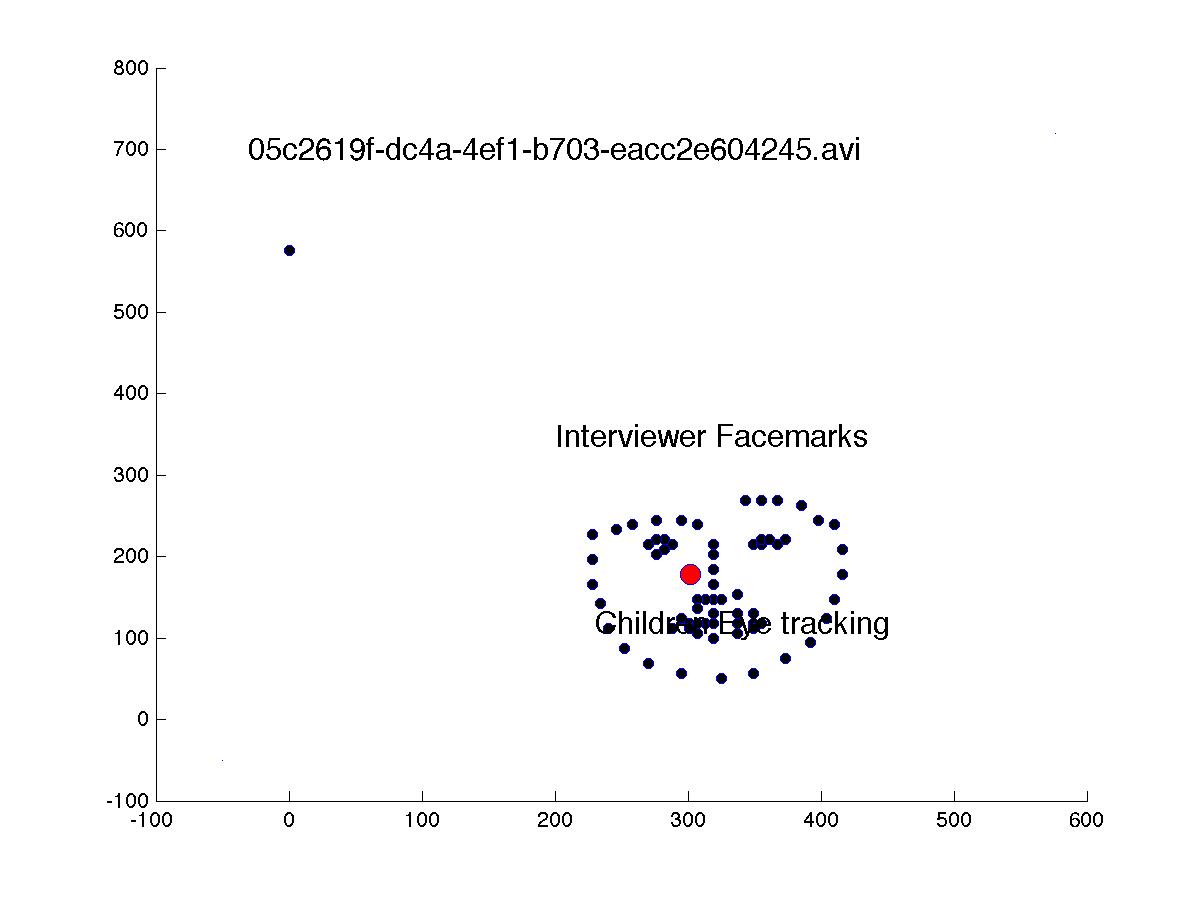 800
700
05c2619f-dc4a-4ef1-b703-eacc2e604245.avi
600
500
400
Interviewer Facemarks
300
200
Children Eye tracking
100
0
-100
-100 0 100 200 300 400 500 600